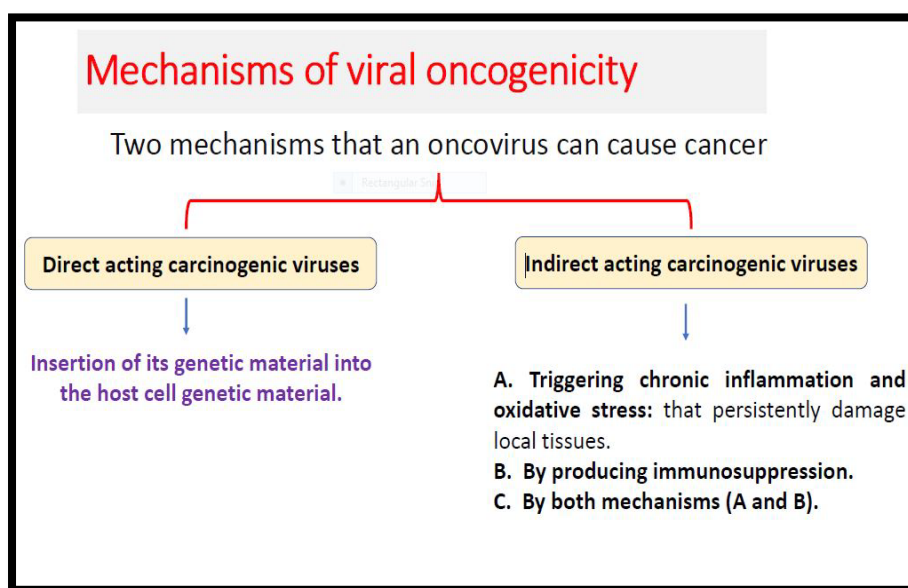 Mechanisms of viral oncogenicity
Two mechanisms that an oncovirus can cause cancer
Rectangular Sni
Direct acting carcinogenic viruses
Insertion of its genetic material into
the host cell genetic material.
Indirect acting carcinogenic viruses
A. Triggering chronic inflammation and
oxidative stress: that persistently damage
local tissues.
B. By producing immunosuppression.
C. By both mechanisms (A and B).